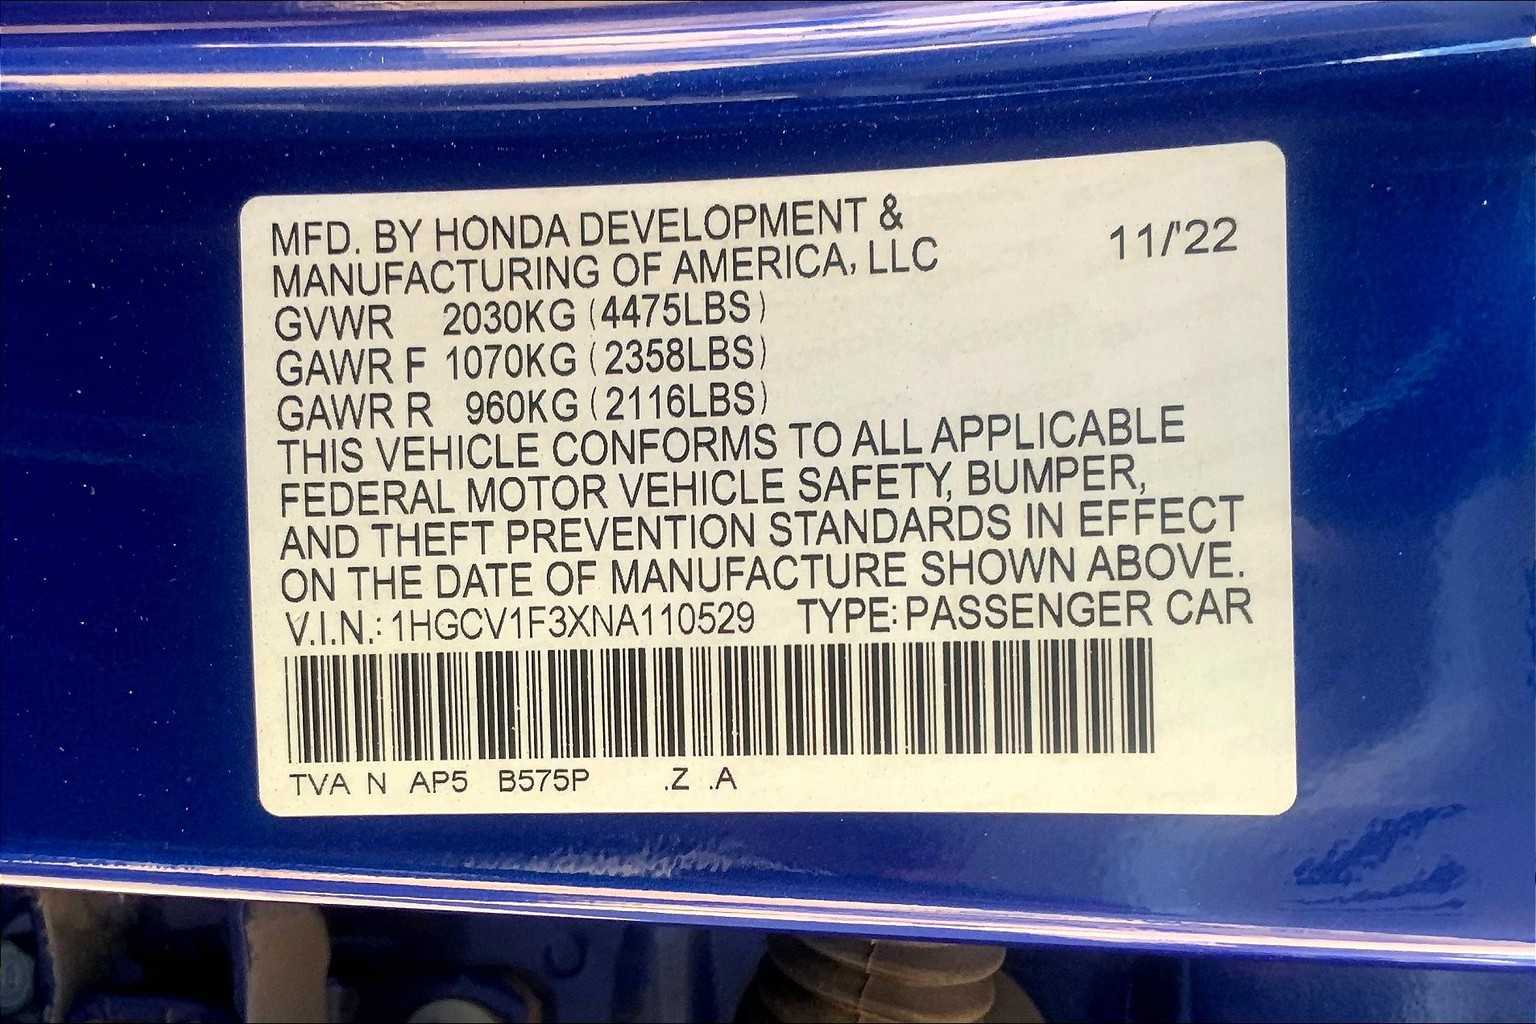 MFD. BY HONDA DEVELOPMENT &
MANUFACTURING OF AMERICA, LLC 11/'22
GVWR 2030KG (4475LBS)
GAWR F 1070KG (2358LBS)
GAWR R 960KG (2116LBS)
THIS VEHICLE CONFORMS TO ALL APPLICABLE
FEDERAL MOTOR VEHICLE SAFETY, BUMPER,
AND THEFT PREVENTION STANDARDS IN EFFECT
ON THE DATE OF MANUFACTURE SHOWN ABOVE.
V.I.N.: 1HGCV1F3XNA110529 TYPE: PASSENGER CAR
TVA N AP5 B575P .Z .A